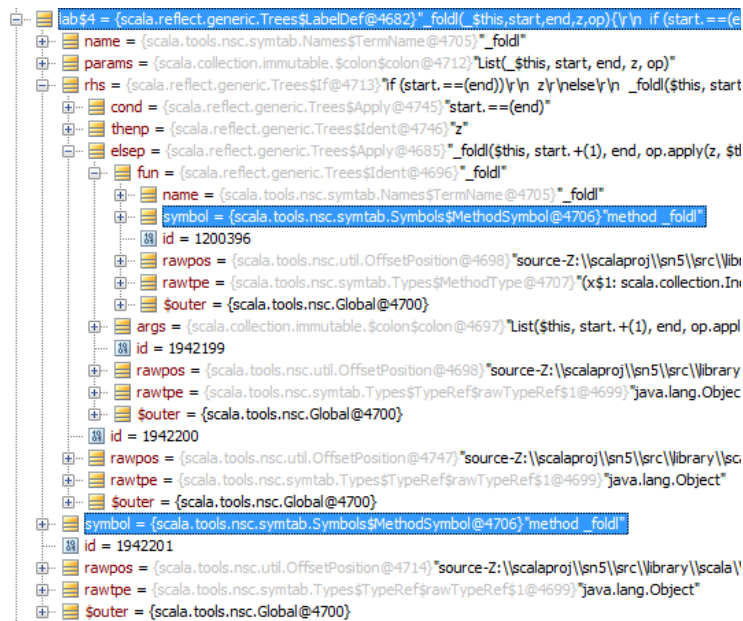 ab$4 = {scala.reflect.generic.Trees$LabelDef@4682}"_foldl(_$this,start,end,z,op){\r\n  if (start.==(e
name = {scala.tools.nsc.symtab.Names$TermName@4705}"_foldl"
params = {scala.collection.immutable.$colon$colon@4712}"List(_$this, start, end, z, op)"
rhs = {scala.reflect.generic.Trees$If@4713}"if (start.==(end))\r\n  z\r\nelse\r\n  _foldl($this, start
cond = {scala.reflect.generic.Trees$Apply@4745}"start.==(end)"
thenp = {scala.reflect.generic.Trees$Ident@4746}"z"
elsep = {scala.reflect.generic.Trees$Apply@4685}"_foldl($this, start.+(1), end, op.apply(z, $t
fun = {scala.reflect.generic.Trees$Ident@4696}"_foldl"
name = {scala.tools.nsc.symtab.Names$TermName@4705}"_foldl"
symbol = {scala.tools.nsc.symtab.Symbols$MethodSymbol@4706}"method _foldl"
id = 1200396
rawpos = {scala.tools.nsc.util.OffsetPosition@4698}"source-Z:\\scalaproj\\sn5\\src\\libr
rawtpe = {scala.tools.nsc.symtab.Types$MethodType@4707}"(x$1: scala.collection.In
$outer = {scala.tools.nsc.Global@4700}
args = {scala.collection.immutable.$colon$colon@4697}"List($this, start.+(1), end, op.appl
id = 1942199
rawpos = {scala.tools.nsc.util.OffsetPosition@4698}"source-Z:\\scalaproj\\sn5\\src\\library
rawtpe = {scala.tools.nsc.symtab.Types$TypeRef$rawTypeRef$1@4699}"java.lang.Objec
$outer = {scala.tools.nsc.Global@4700}
id = 1942200
rawpos = {scala.tools.nsc.util.OffsetPosition@4747}"source-Z:\\scalaproj\\sn5\\src\\library\\sca
rawtpe = {scala.tools.nsc.symtab.Types$TypeRef$rawTypeRef$1@4699}"java.lang.Object"
$outer = {scala.tools.nsc.Global@4700}
symbol = {scala.tools.nsc.symtab.Symbols$MethodSymbol@4706}"method _foldl"
id = 1942201
rawpos = {scala.tools.nsc.util.OffsetPosition@4714}"source-Z:\\scalaproj\\sn5\\src\\library\\scala\\
rawtpe = {scala.tools.nsc.symtab.Types$TypeRef$rawTypeRef$1@4699}"java.lang.Object"
$outer = {scala.tools.nsc.Global@4700}